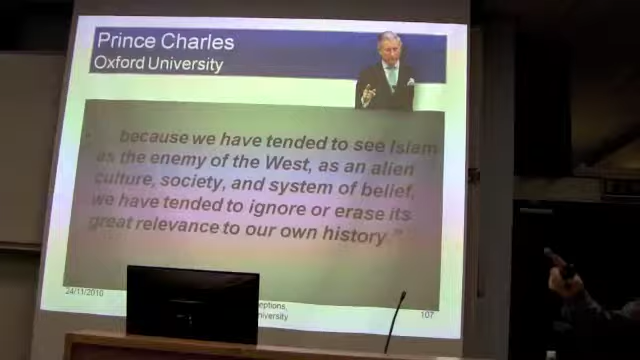 Prince Charles
Oxford University
because we have tended to see Islam
as the enemy of the West, as an alien
culture, society, and system of belief,
we have tended to ignore or erase its
great relevance to our own history "
24/11/2010
eptions,
iversity
107